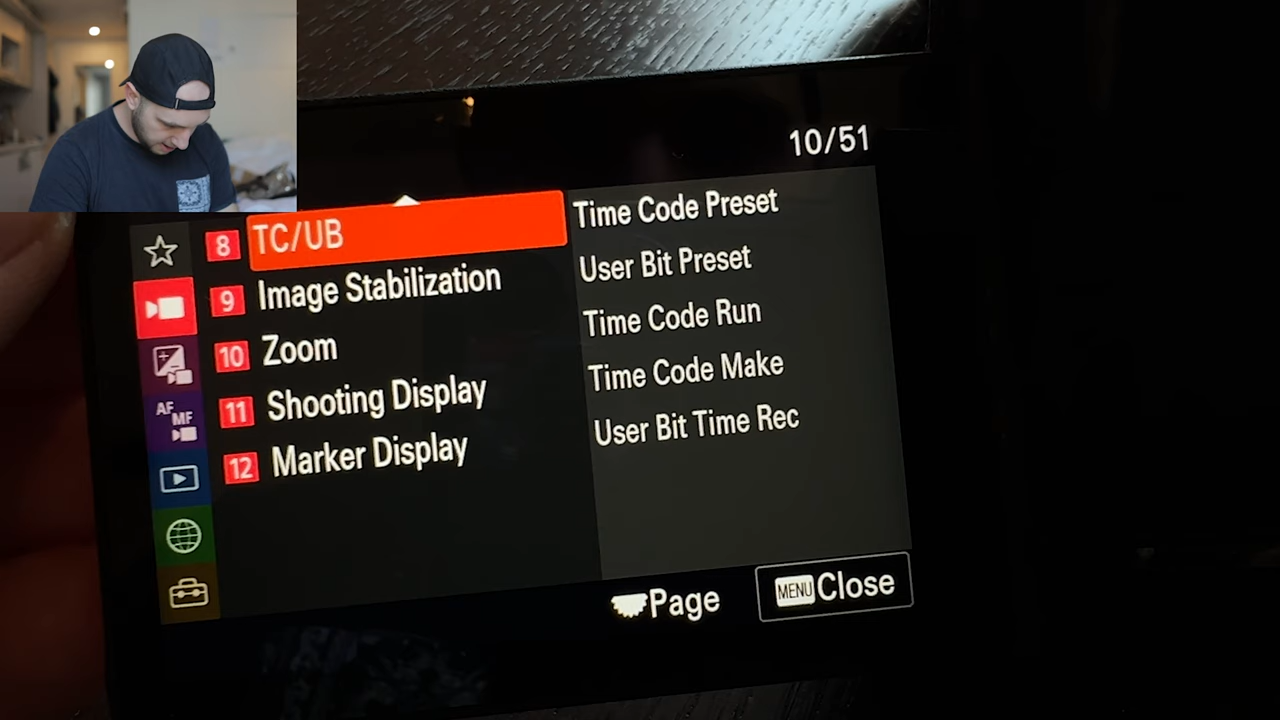 10/51
8 TC/UB
9 Image Stabilization
10 Zoom
11 Shooting Display
12 Marker Display
Time Code Preset
User Bit Preset
Time Code Run
Time Code Make
User Bit Time Rec
AF
MF
Page
MENU Close